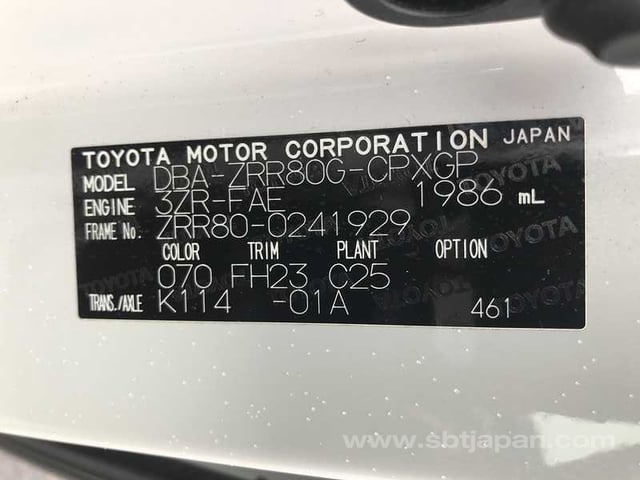 TOYOTA MOTOR CORPORATION JAPAN
MODEL DBA-ZRR80G-CPXGP
ENGINE 3ZR-FAE 1986 mL
FRAME No. ZRR80-0241929
COLOR TRIM PLANT OPTION
070 FH23 C25
TRANS./AXLE K114 -01A 461
www.sbtjapan.com